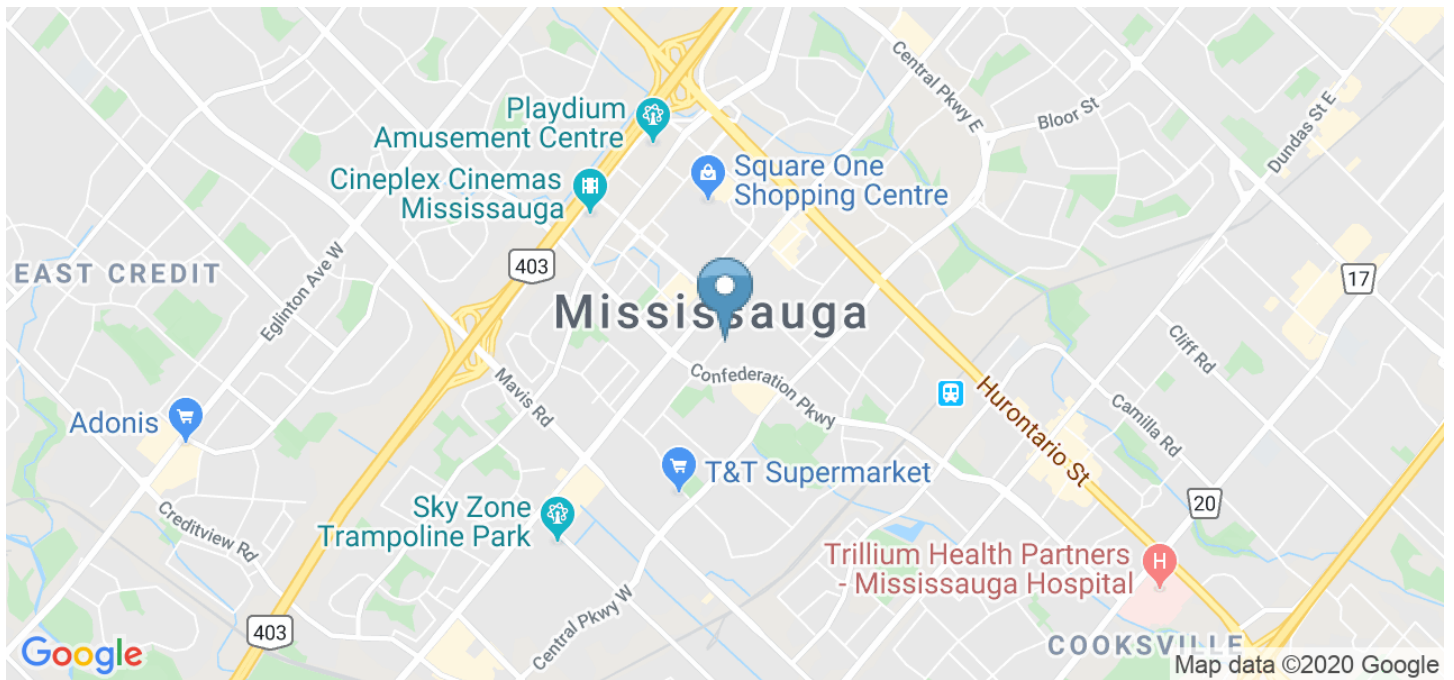 Central Pkwy E
Bloor St
Dundas St E
Playdium
Amusement Centre
Square One
Shopping Centre
Cineplex Cinemas
Mississauga
403
EAST CREDIT
Eglinton Ave W
17
Mississauga
Cliff Rd
Confederation Pkwy
Mavis Rd
Hurontario St
Camilla Rd
Adonis
T&T Supermarket
Sky Zone
Trampoline Park
20
Creditview Rd
Trillium Health Partners
- Mississauga Hospital
Central Pkwy W
403
COOKSVILLE
Google
Map data ©2020 Google
H